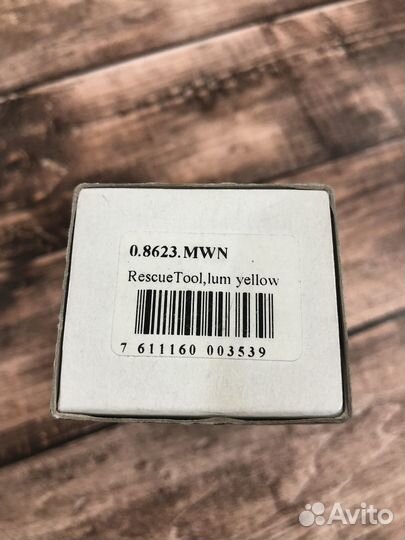 0.8623.MWN
RescueTool,lum yellow
7 611160 003539
Avito